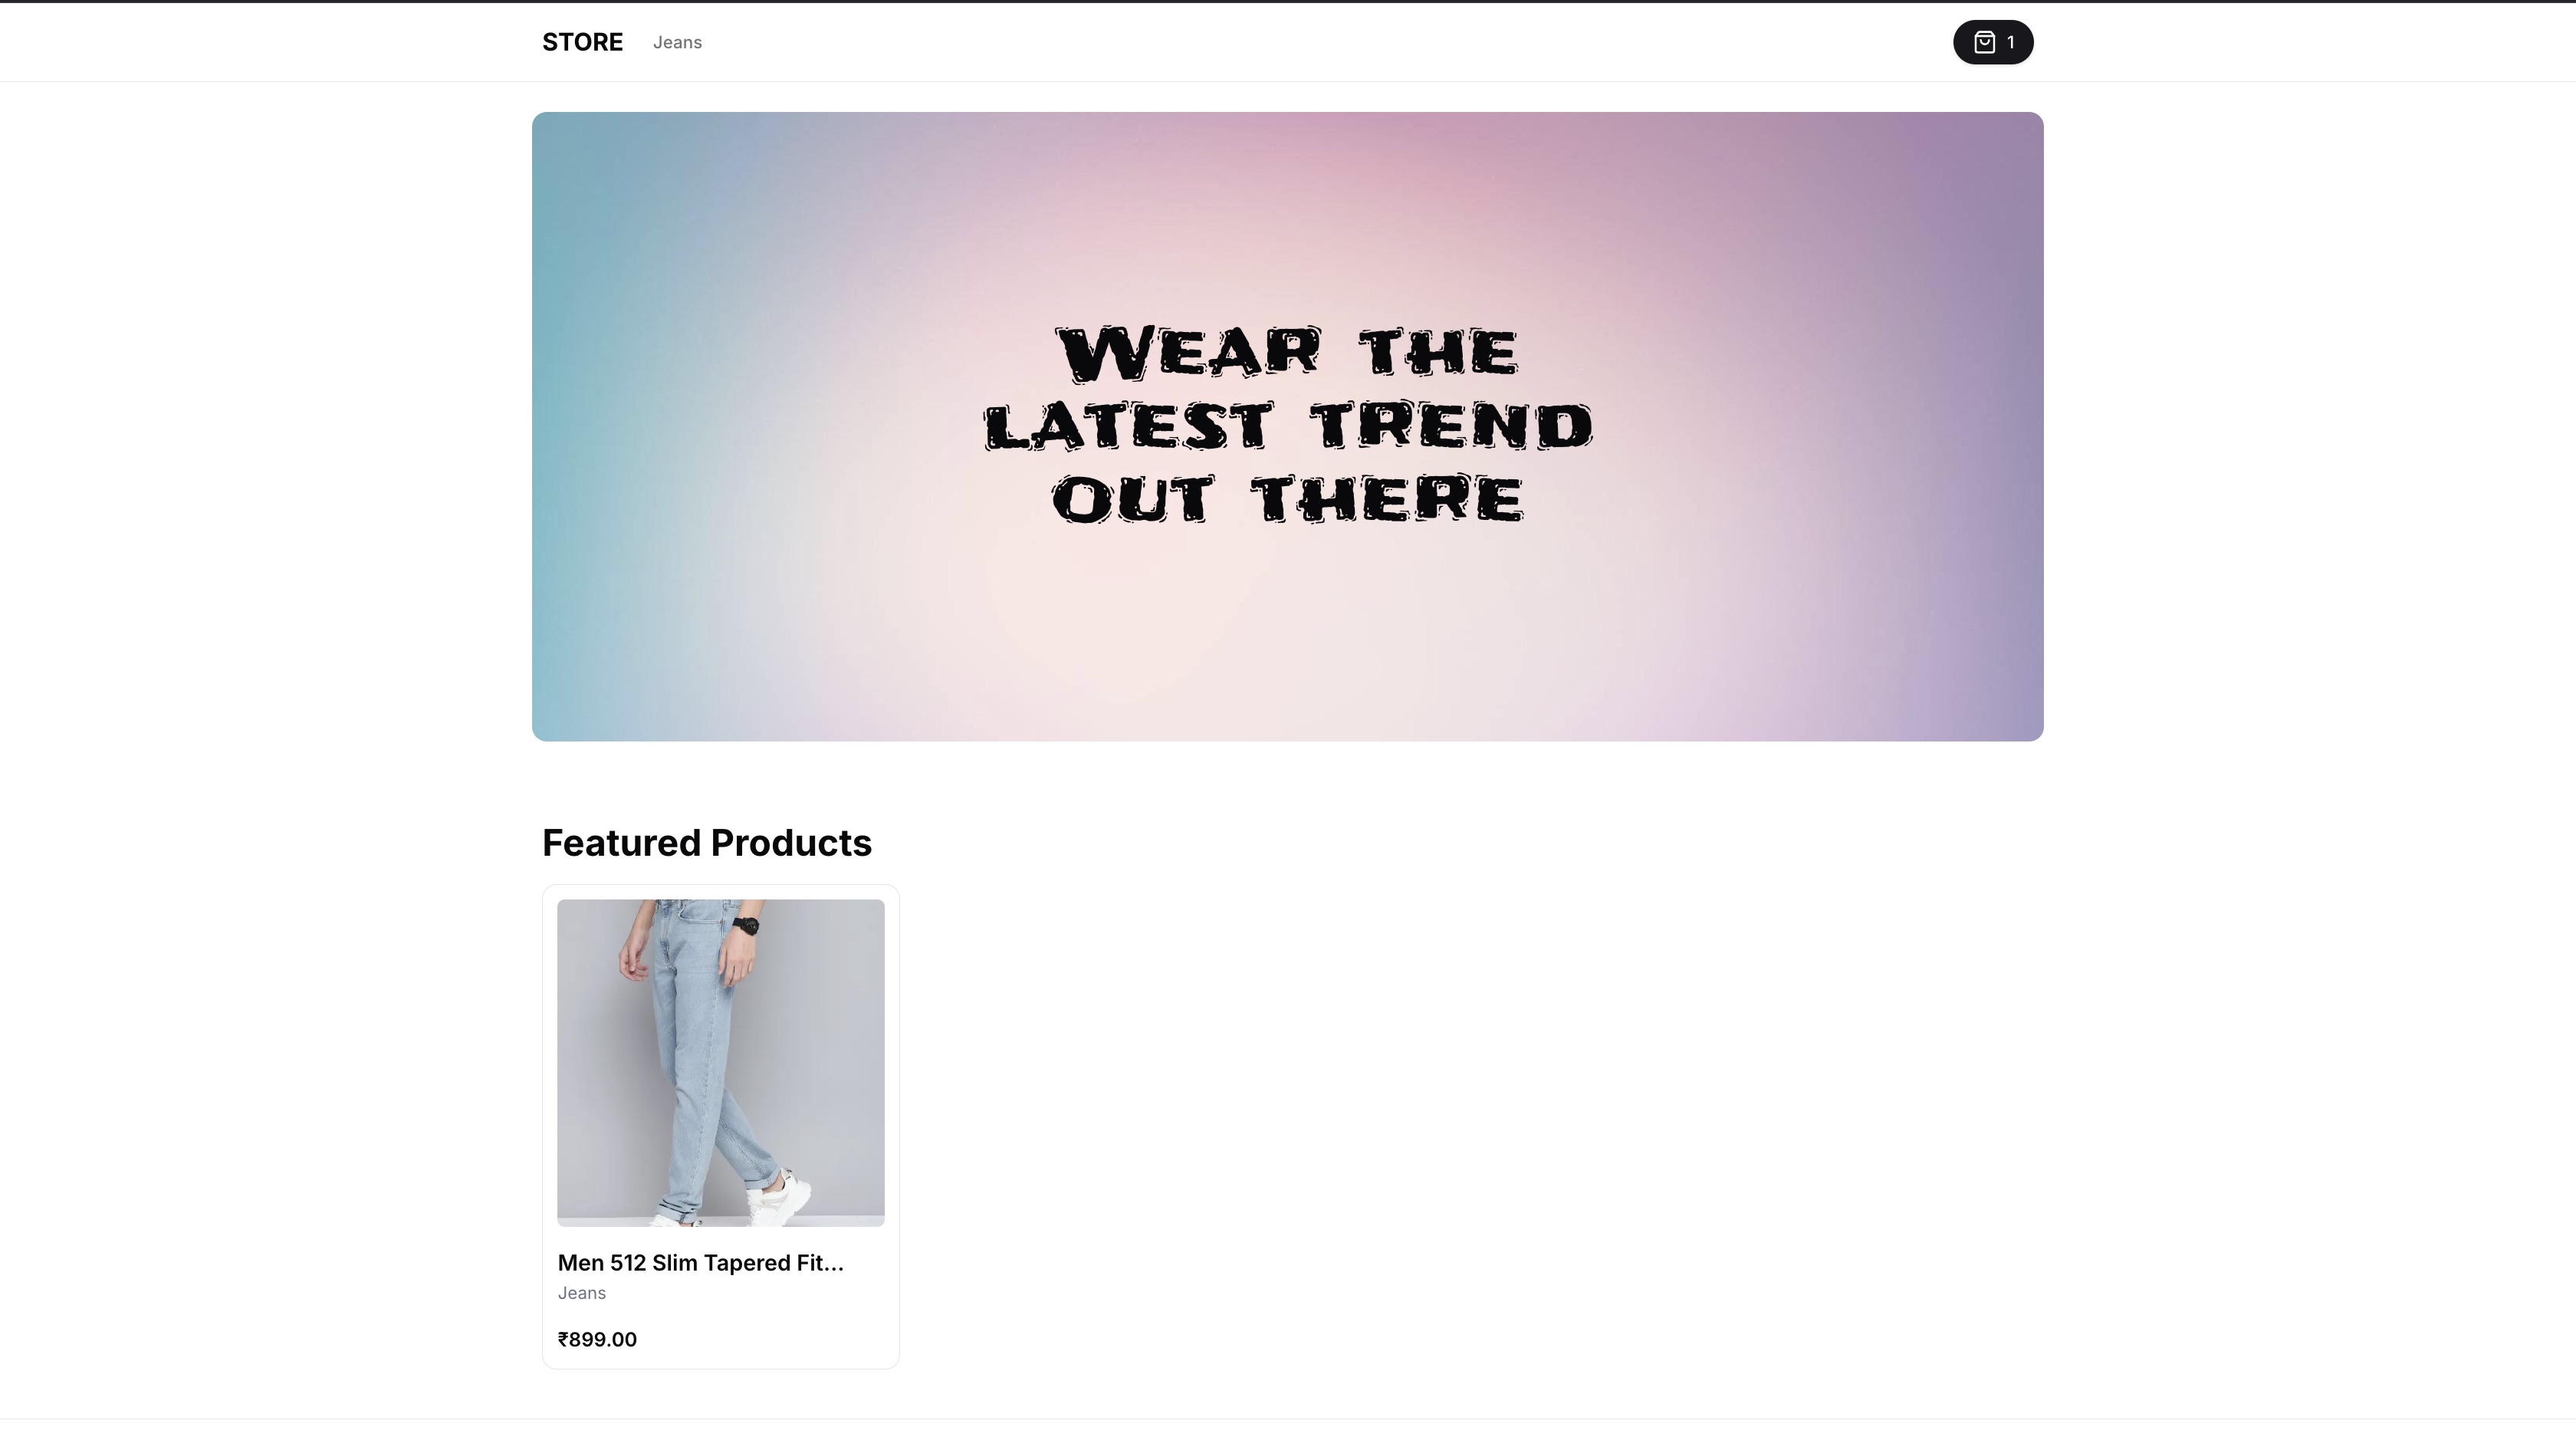 STORE
Jeans
1
Wear the
latest trend
out there
Featured Products
Men 512 Slim Tapered Fit...
Jeans
₹899.00